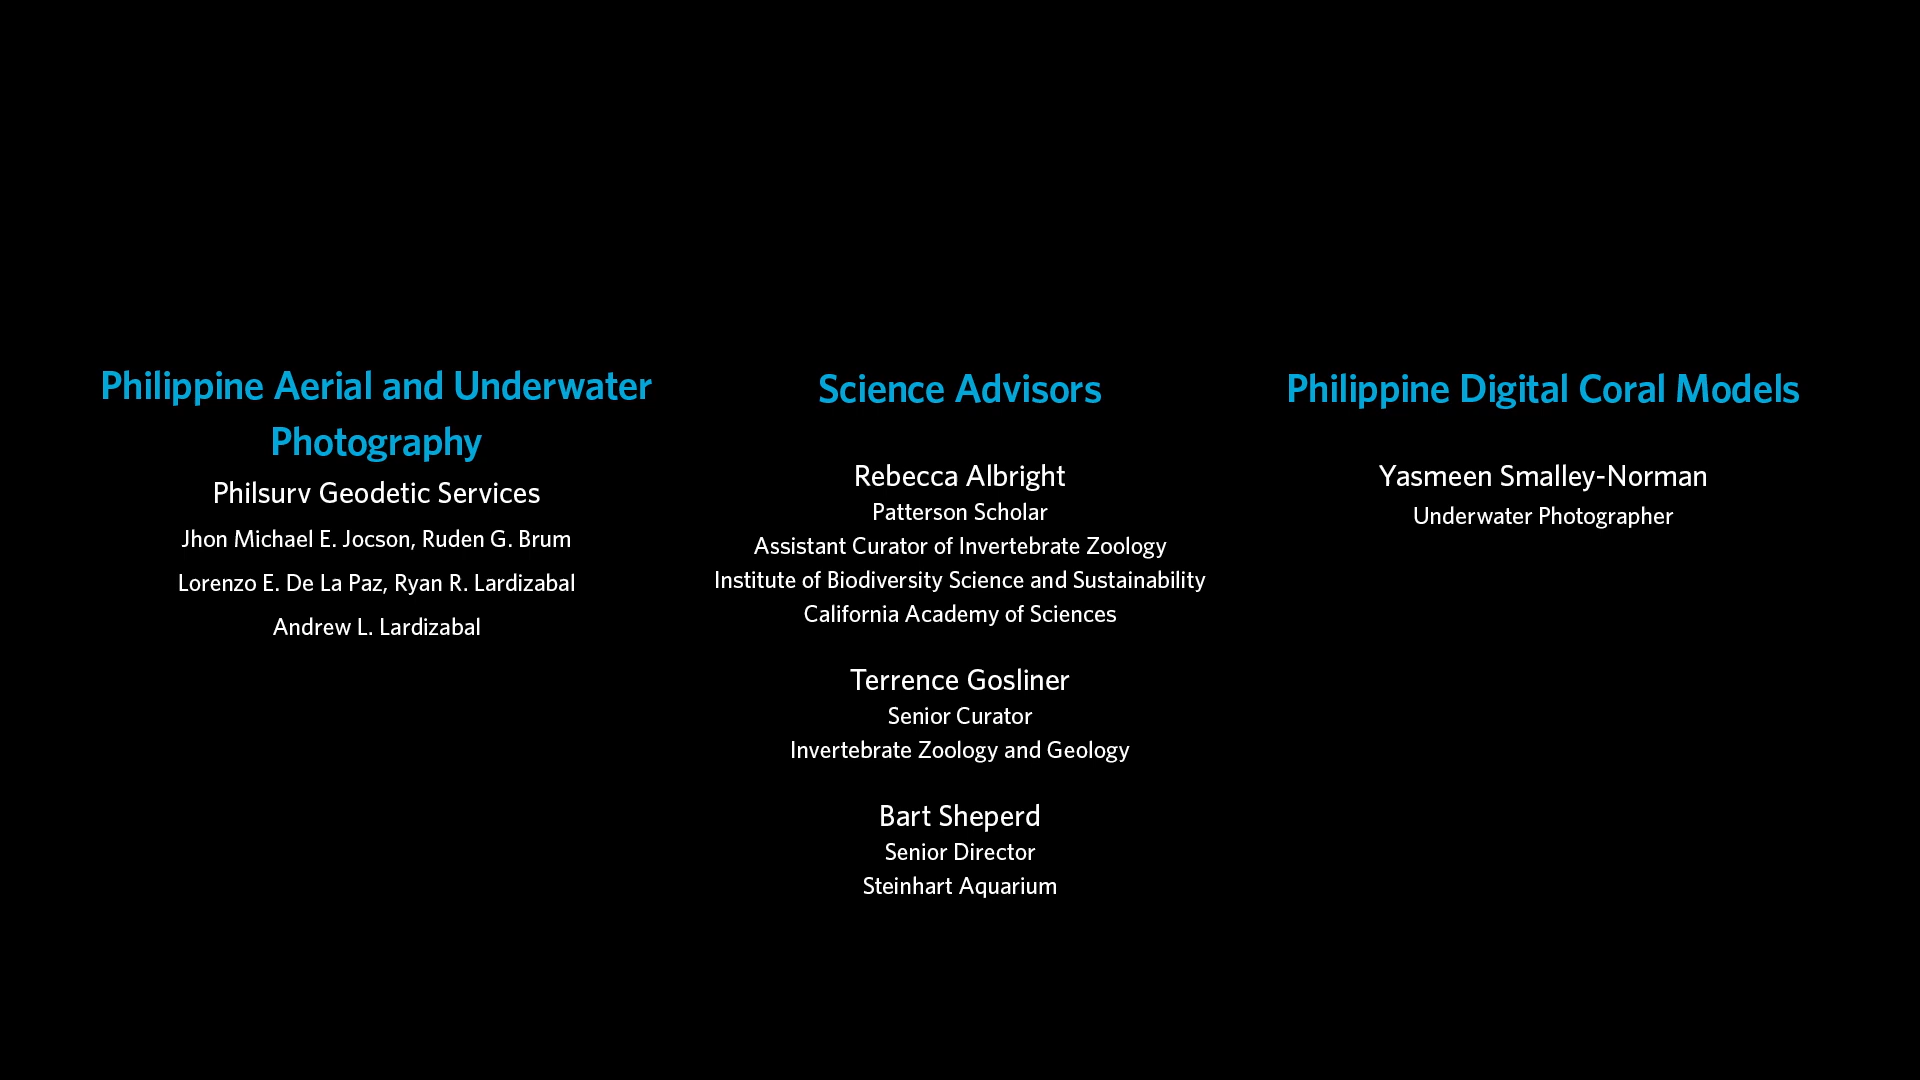 Philippine Aerial and Underwater
Photography
Philsurv Geodetic Services
Jhon Michael E. Jocson, Ruden G. Brum
Lorenzo E. De La Paz, Ryan R. Lardizabal
Andrew L. Lardizabal
Science Advisors
Rebecca Albright
Patterson Scholar
Assistant Curator of Invertebrate Zoology
Institute of Biodiversity Science and Sustainability
California Academy of Sciences
Terrence Gosliner
Senior Curator
Invertebrate Zoology and Geology
Bart Sheperd
Senior Director
Steinhart Aquarium
Philippine Digital Coral Models
Yasmeen Smalley-Norman
Underwater Photographer